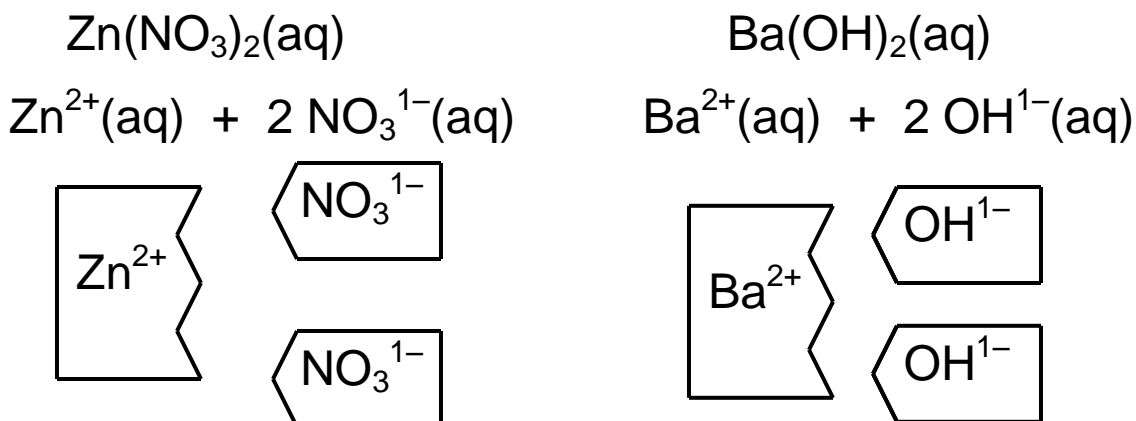 Zn(NO₃)₂(aq) Ba(OH)₂(aq)
Zn²⁺(aq) + 2 NO₃¹⁻(aq) Ba²⁺(aq) + 2 OH¹⁻(aq)
NO₃¹⁻ OH¹⁻
Zn²⁺ Ba²⁺
NO₃¹⁻ OH¹⁻